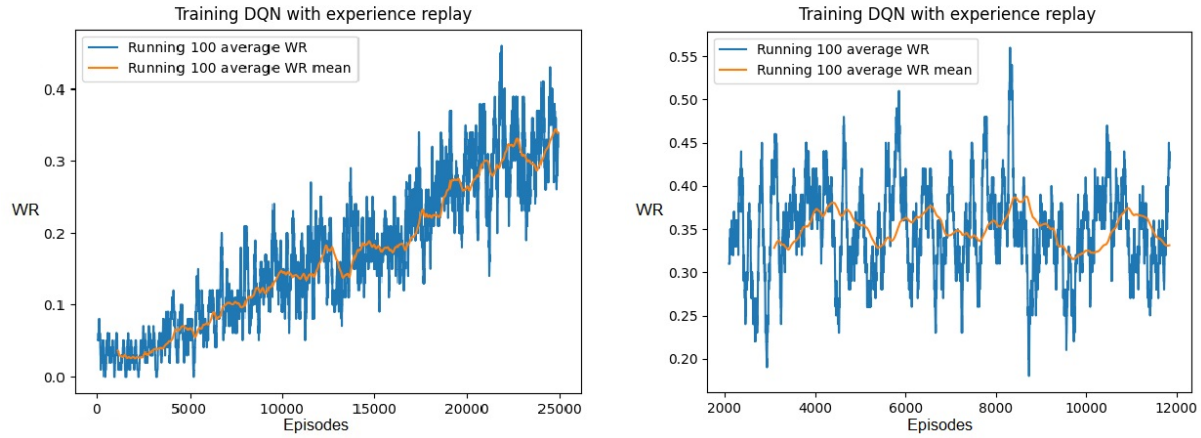 Training DQN with experience replay
Running 100 average WR
Running 100 average WR mean
0.4
0.3
0.2
0.1
0.0
WR
0
5000
10000
15000
20000
25000
Episodes
Training DQN with experience replay
Running 100 average WR
Running 100 average WR mean
0.55
0.50
0.45
0.40
0.35
0.30
0.25
0.20
WR
2000
4000
6000
8000
10000
12000
Episodes